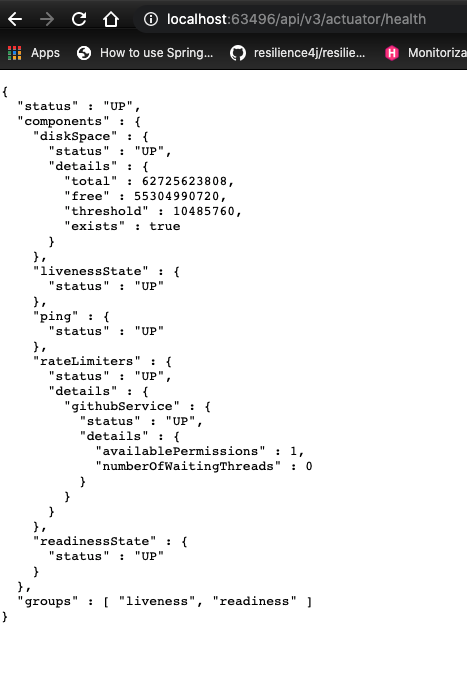 localhost:63496/api/v3/actuator/health
Apps How to use Spring... resilience4j/resilie... Monitoriza
{
  "status" : "UP",
  "components" : {
    "diskSpace" : {
      "status" : "UP",
      "details" : {
        "total" : 62725623808,
        "free" : 55304990720,
        "threshold" : 10485760,
        "exists" : true
      }
    },
    "livenessState" : {
      "status" : "UP"
    },
    "ping" : {
      "status" : "UP"
    },
    "rateLimiters" : {
      "status" : "UP",
      "details" : {
        "githubService" : {
          "status" : "UP",
          "details" : {
            "availablePermissions" : 1,
            "numberOfWaitingThreads" : 0
          }
        }
      }
    },
    "readinessState" : {
      "status" : "UP"
    }
  },
  "groups" : [ "liveness", "readiness" ]
}